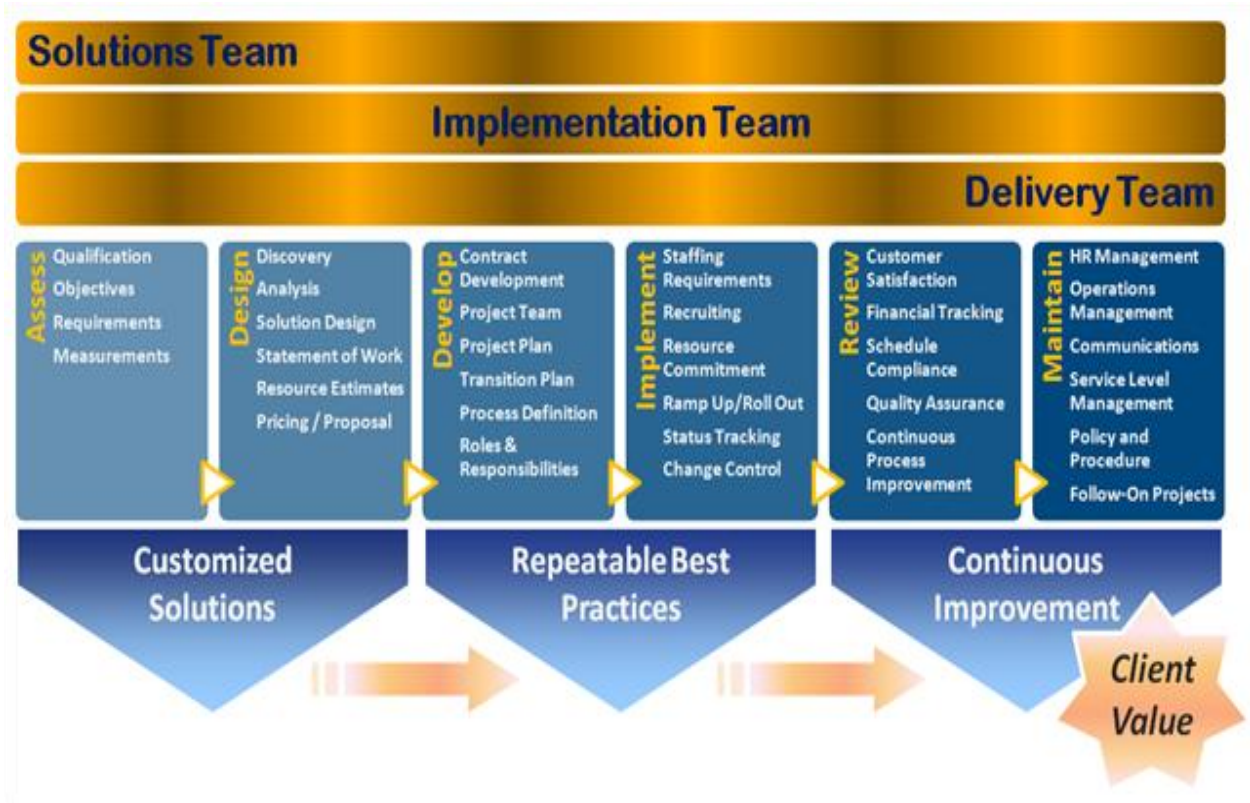 Solutions Team
Implementation Team
Delivery Team
Assess
Qualification
Objectives
Requirements
Measurements
Design
Discovery
Analysis
Solution Design
Statement of Work
Resource Estimates
Pricing / Proposal
Develop
Contract
Development
Project Team
Project Plan
Transition Plan
Process Definition
Roles &
Responsibilities
Implement
Staffing
Requirements
Recruiting
Resource
Commitment
Ramp Up/Roll Out
Status Tracking
Change Control
Review
Customer
Satisfaction
Financial Tracking
Schedule
Compliance
Quality Assurance
Continuous
Process
Improvement
Maintain
HR Management
Operations
Management
Communications
Service Level
Management
Policy and
Procedure
Follow-On Projects
Customized
Solutions
Repeatable Best
Practices
Continuous
Improvement
Client
Value